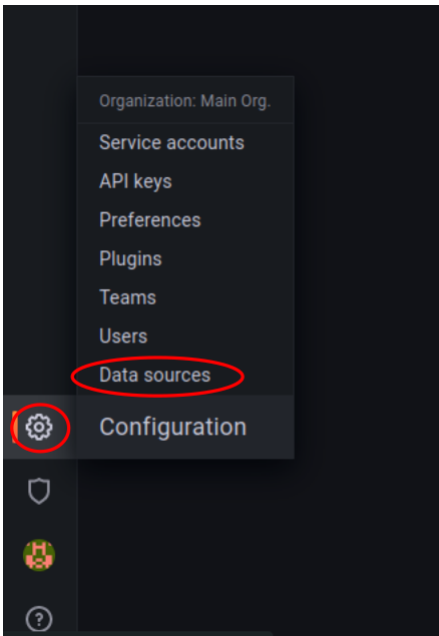 Organization: Main Org.
Service accounts
API keys
Preferences
Plugins
Teams
Users
Data sources
Configuration